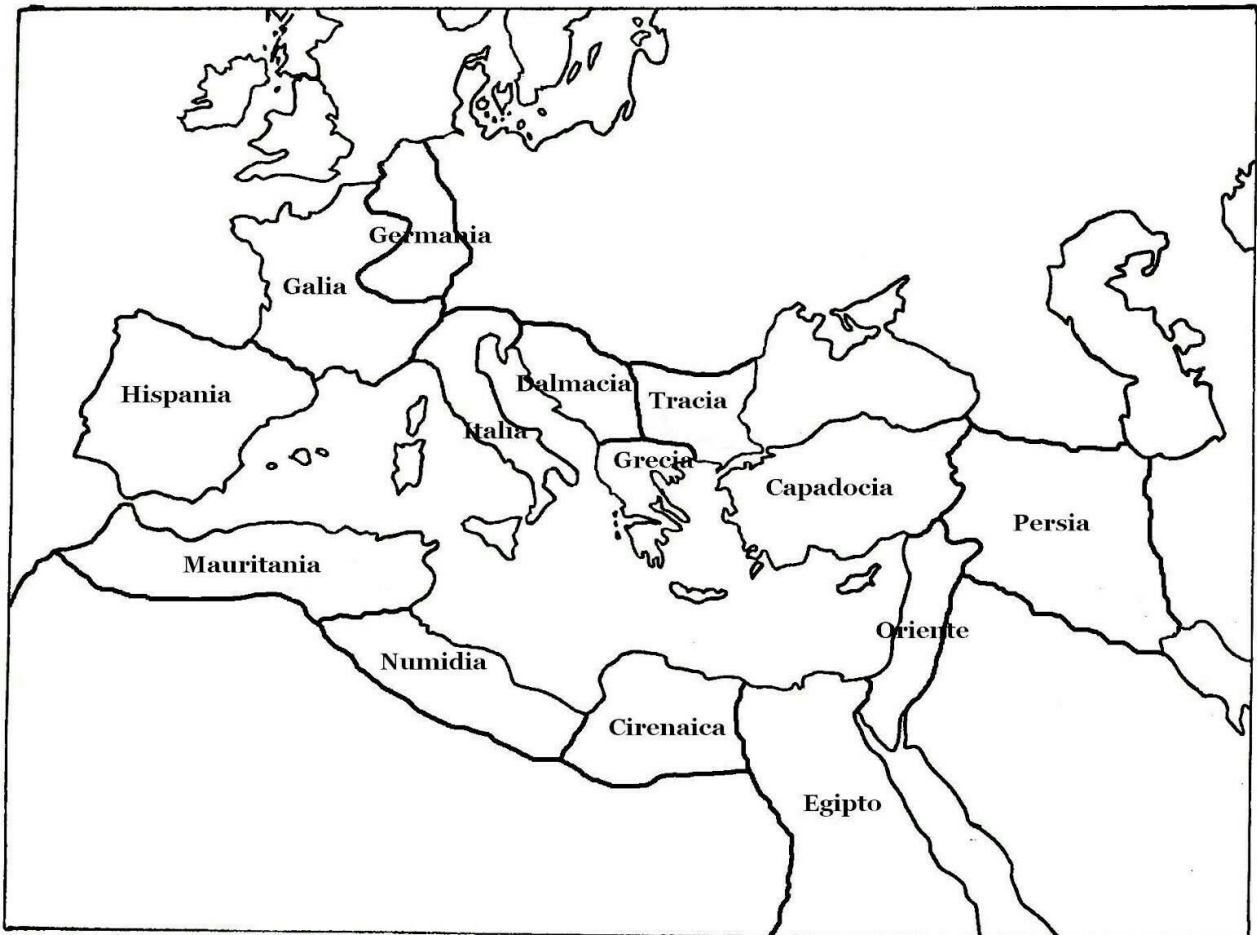 Germania
Galia
Hispania
Dalmacia
Tracia
Italia
Grecia
Capadocia
Persia
Mauritania
Oriente
Numidia
Cirenaica
Egipto